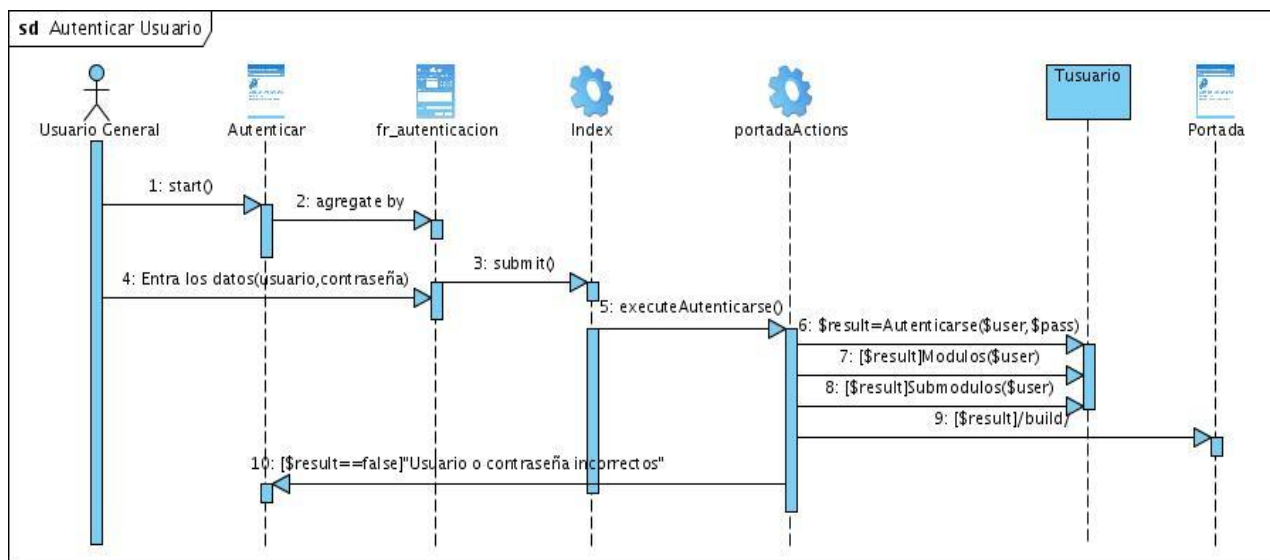 sd Autenticar Usuario
Usuario General
Autenticar
fr_autenticacion
Index
portadaActions
Tusuario
Portada
1: start()
2: agregate by
3: submit()
4: Entra los datos(usuario,contraseña)
5: executeAutenticarse()
6: $result=Autenticarse($user,$pass)
7: [$result]Modulos($user)
8: [$result]Submodulos($user)
9: [$result]/build/
10: [$result==false]"Usuario o contraseña incorrectos"